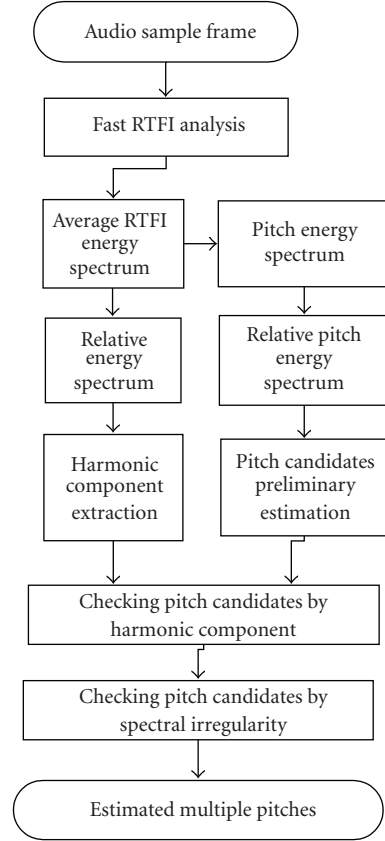 Audio sample frame
Fast RTFI analysis
Average RTFI
energy
spectrum
Pitch energy
spectrum
Relative
energy
spectrum
Relative pitch
energy
spectrum
Harmonic
component
extraction
Pitch candidates
preliminary
estimation
Checking pitch candidates by
harmonic component
Checking pitch candidates by
spectral irregularity
Estimated multiple pitches